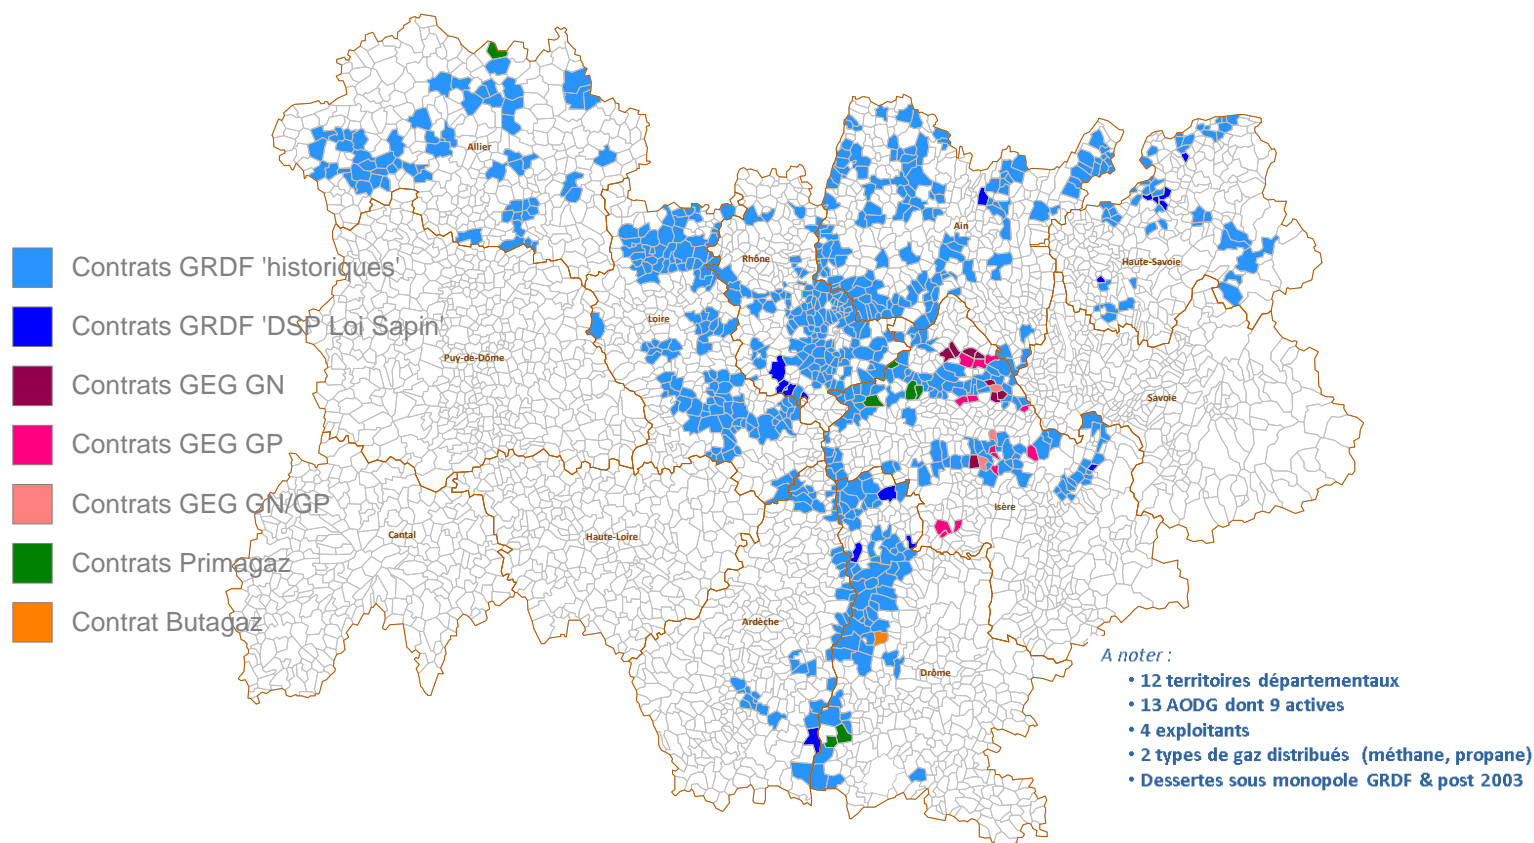 Allier
Ain
Rhône
Haute-Savoie
Contrats GRDF 'historiques'
Loire
Contrats GRDF 'DSP Loi Sapin'
Puy-de-Dôme
Contrats GEG GN
Savoie
Contrats GEG GP
Contrats GEG GN/GP
Isère
Cantal
Haute-Loire
Contrats Primagaz
Contrat Butagaz
Ardèche
Drôme
A noter :
• 12 territoires départementaux
• 13 AODG dont 9 actives
• 4 exploitants
• 2 types de gaz distribués (méthane, propane)
• Dessertes sous monopole GRDF & post 2003